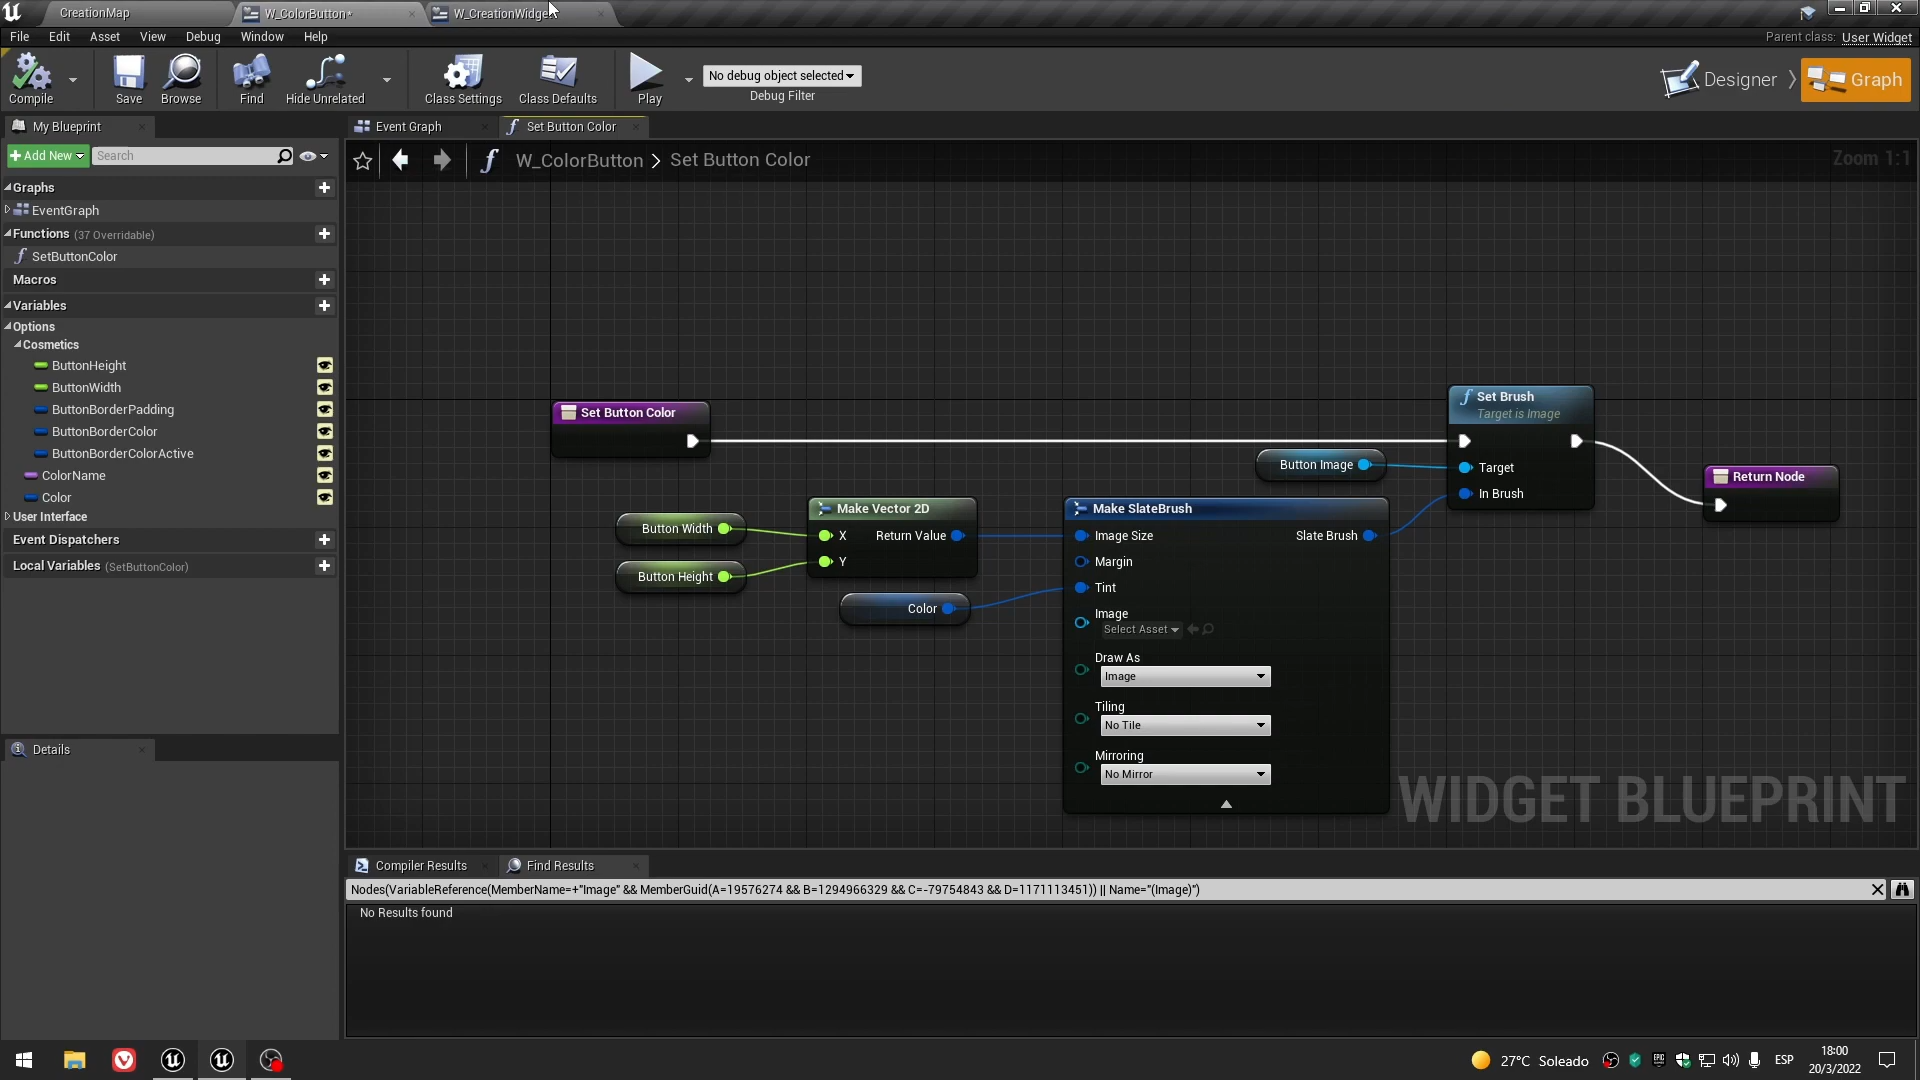 CreationMap
W_ColorButton*
W_CreationWidge
File Edit Asset View Debug Window Help
Parent class: User Widget
Compile
Save
Browse
Find
Hide Unrelated
Class Settings
Class Defaults
Play
No debug object selected
Debug Filter
Designer
Graph
My Blueprint
Event Graph
Set Button Color
Add New
Search
W_ColorButton > Set Button Color
Zoom 1:1
Graphs
EventGraph
Functions (37 Overridable)
SetButtonColor
Macros
Variables
Options
Cosmetics
ButtonHeight
ButtonWidth
ButtonBorderPadding
ButtonBorderColor
ButtonBorderColorActive
ColorName
Color
User Interface
Event Dispatchers
Local Variables (SetButtonColor)
Details
Set Button Color
Button Width
Button Height
Make Vector 2D
X Return Value
Y
Color
Make SlateBrush
Image Size Slate Brush
Margin
Tint
Image
Select Asset
Draw As
Image
Tiling
No Tile
Mirroring
No Mirror
Button Image
Set Brush
Target is Image
Target
In Brush
Return Node
WIDGET BLUEPRINT
Compiler Results
Find Results
Nodes(VariableReference(MemberName=+"Image" && MemberGuid(A=19576274 && B=1294966329 && C=-79754843 && D=1171113451)) || Name="(Image)")
No Results found
27°C Soleado
ESP
18:00
20/3/2022